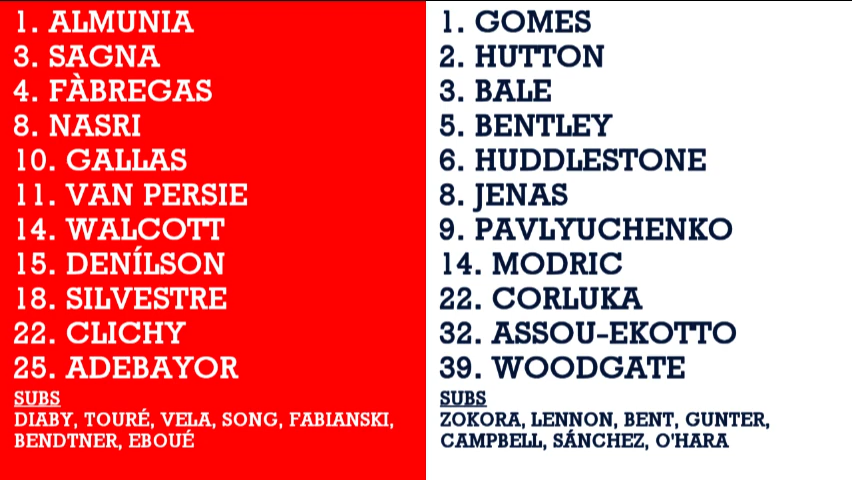 1. ALMUNIA
3. SAGNA
4. FÀBREGAS
8. NASRI
10. GALLAS
11. VAN PERSIE
14. WALCOTT
15. DENÍLSON
18. SILVESTRE
22. CLICHY
25. ADEBAYOR
SUBS
DIABY, TOURÉ, VELA, SONG, FABIANSKI,
BENDTNER, EBOUÉ
1. GOMES
2. HUTTON
3. BALE
5. BENTLEY
6. HUDDLESTONE
8. JENAS
9. PAVLYUCHENKO
14. MODRIC
22. CORLUKA
32. ASSOU-EKOTTO
39. WOODGATE
SUBS
ZOKORA, LENNON, BENT, GUNTER,
CAMPBELL, SÁNCHEZ, O'HARA